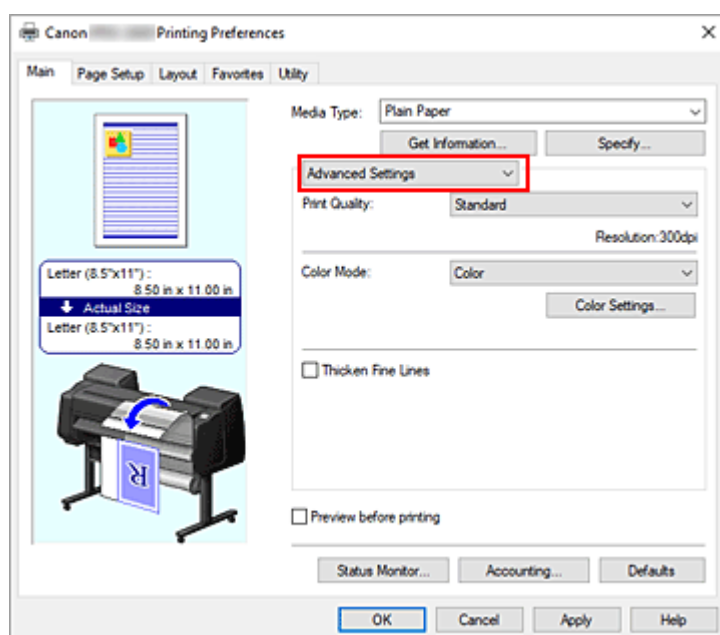 Canon Printing Preferences
Main Page Setup Layout Favorites Utility
Media Type: Plain Paper
Get Information... Specify...
Advanced Settings
Print Quality: Standard
Resolution:300dpi
Color Mode: Color
Color Settings...
Thicken Fine Lines
Preview before printing
Letter (8.5"x11") :
8.50 in x 11.00 in
Actual Size
Letter (8.5"x11") :
8.50 in x 11.00 in
R
Status Monitor... Accounting... Defaults
OK Cancel Apply Help